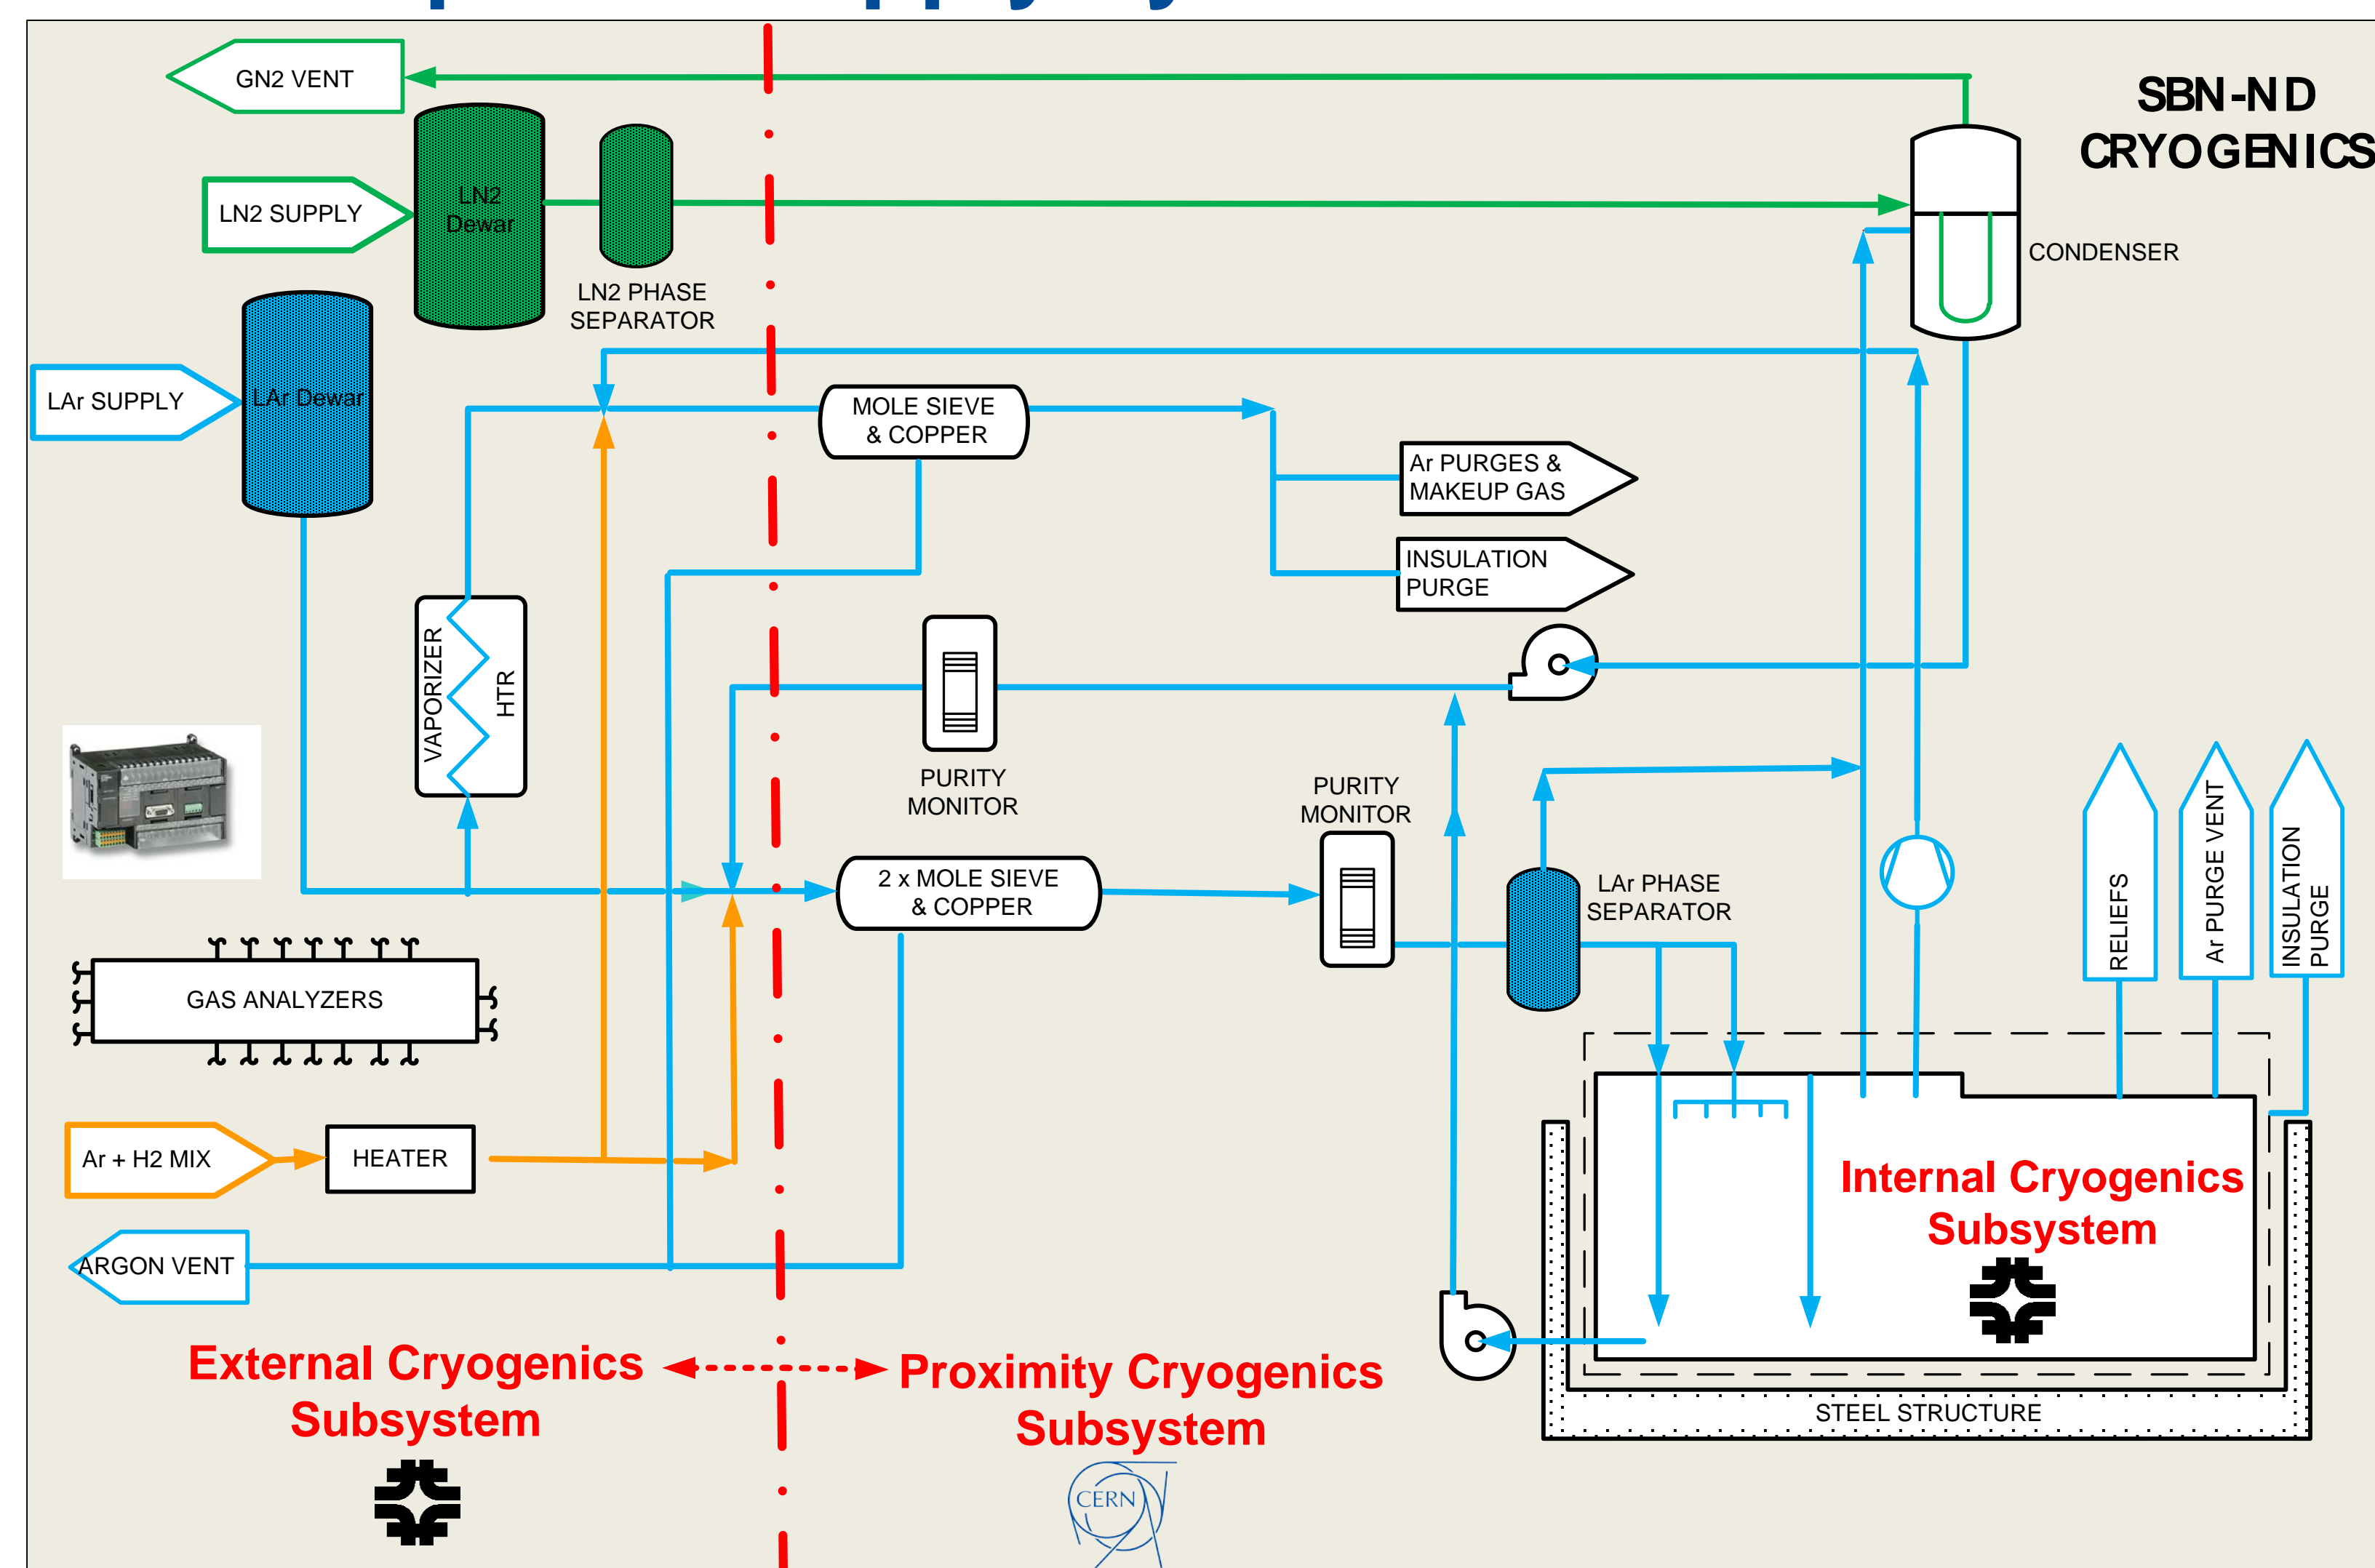 GN2 VENT
SBN-ND
CRYOGENICS
LN2 SUPPLY
LN2
Dewar
CONDENSER
LN2 PHASE
SEPARATOR
LAr SUPPLY
LAr Dewar
MOLE SIEVE
& COPPER
Ar PURGES &
MAKEUP GAS
INSULATION
PURGE
VAPORIZER
HTR
PURITY
MONITOR
PURITY
MONITOR
2 x MOLE SIEVE
& COPPER
LAr PHASE
SEPARATOR
RELIEFS
Ar PURGE VENT
INSULATION
PURGE
GAS ANALYZERS
Ar + H2 MIX
HEATER
ARGON VENT
Internal Cryogenics
Subsystem
External Cryogenics
Subsystem
Proximity Cryogenics
Subsystem
STEEL STRUCTURE
CERN